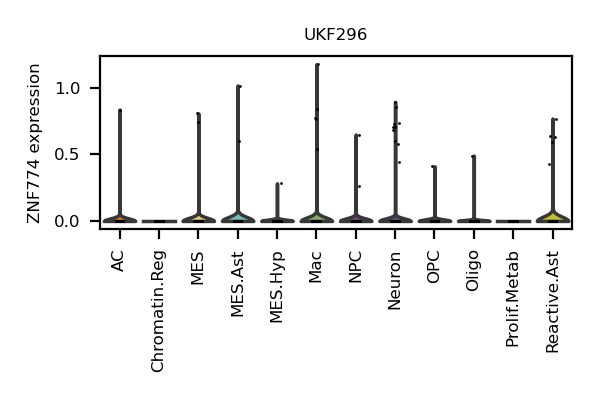 UKF296
ZNF774 expression
1.0
0.5
0.0
AC
Chromatin.Reg
MES
MES.Ast
MES.Hyp
Mac
NPC
Neuron
OPC
Oligo
Prolif.Metab
Reactive.Ast